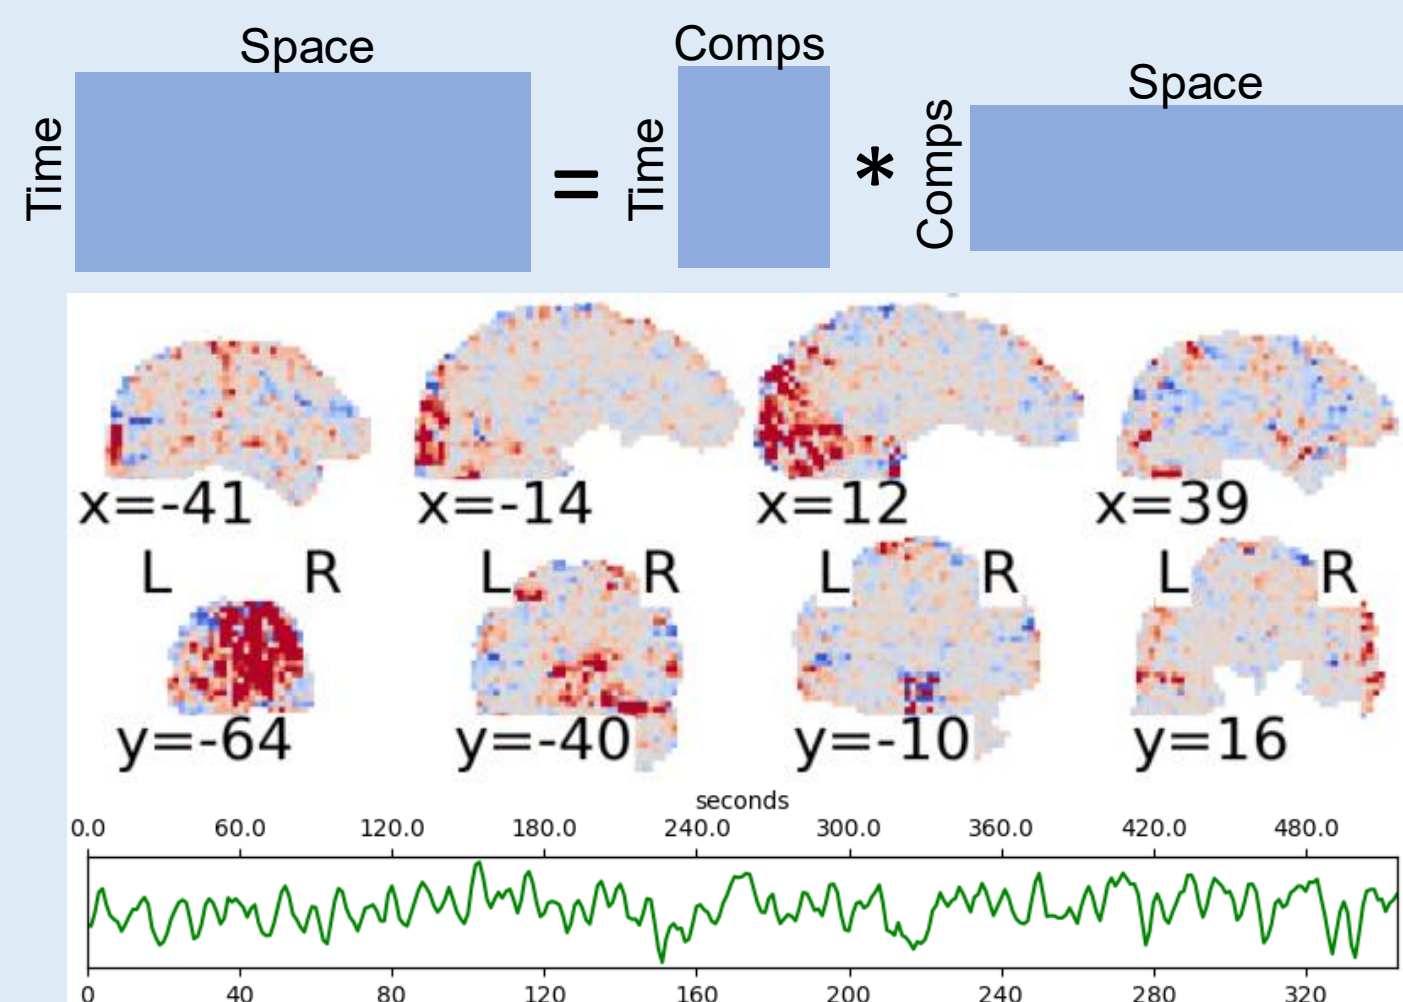 Space
Comps
Space
Time
=
Time
*
Comps
x=-41 x=-14 x=12 x=39
L R L R L R L R
y=-64 y=-40 y=-10 y=16
seconds
0.0 60.0 120.0 180.0 240.0 300.0 360.0 420.0 480.0
0 40 80 120 160 200 240 280 320